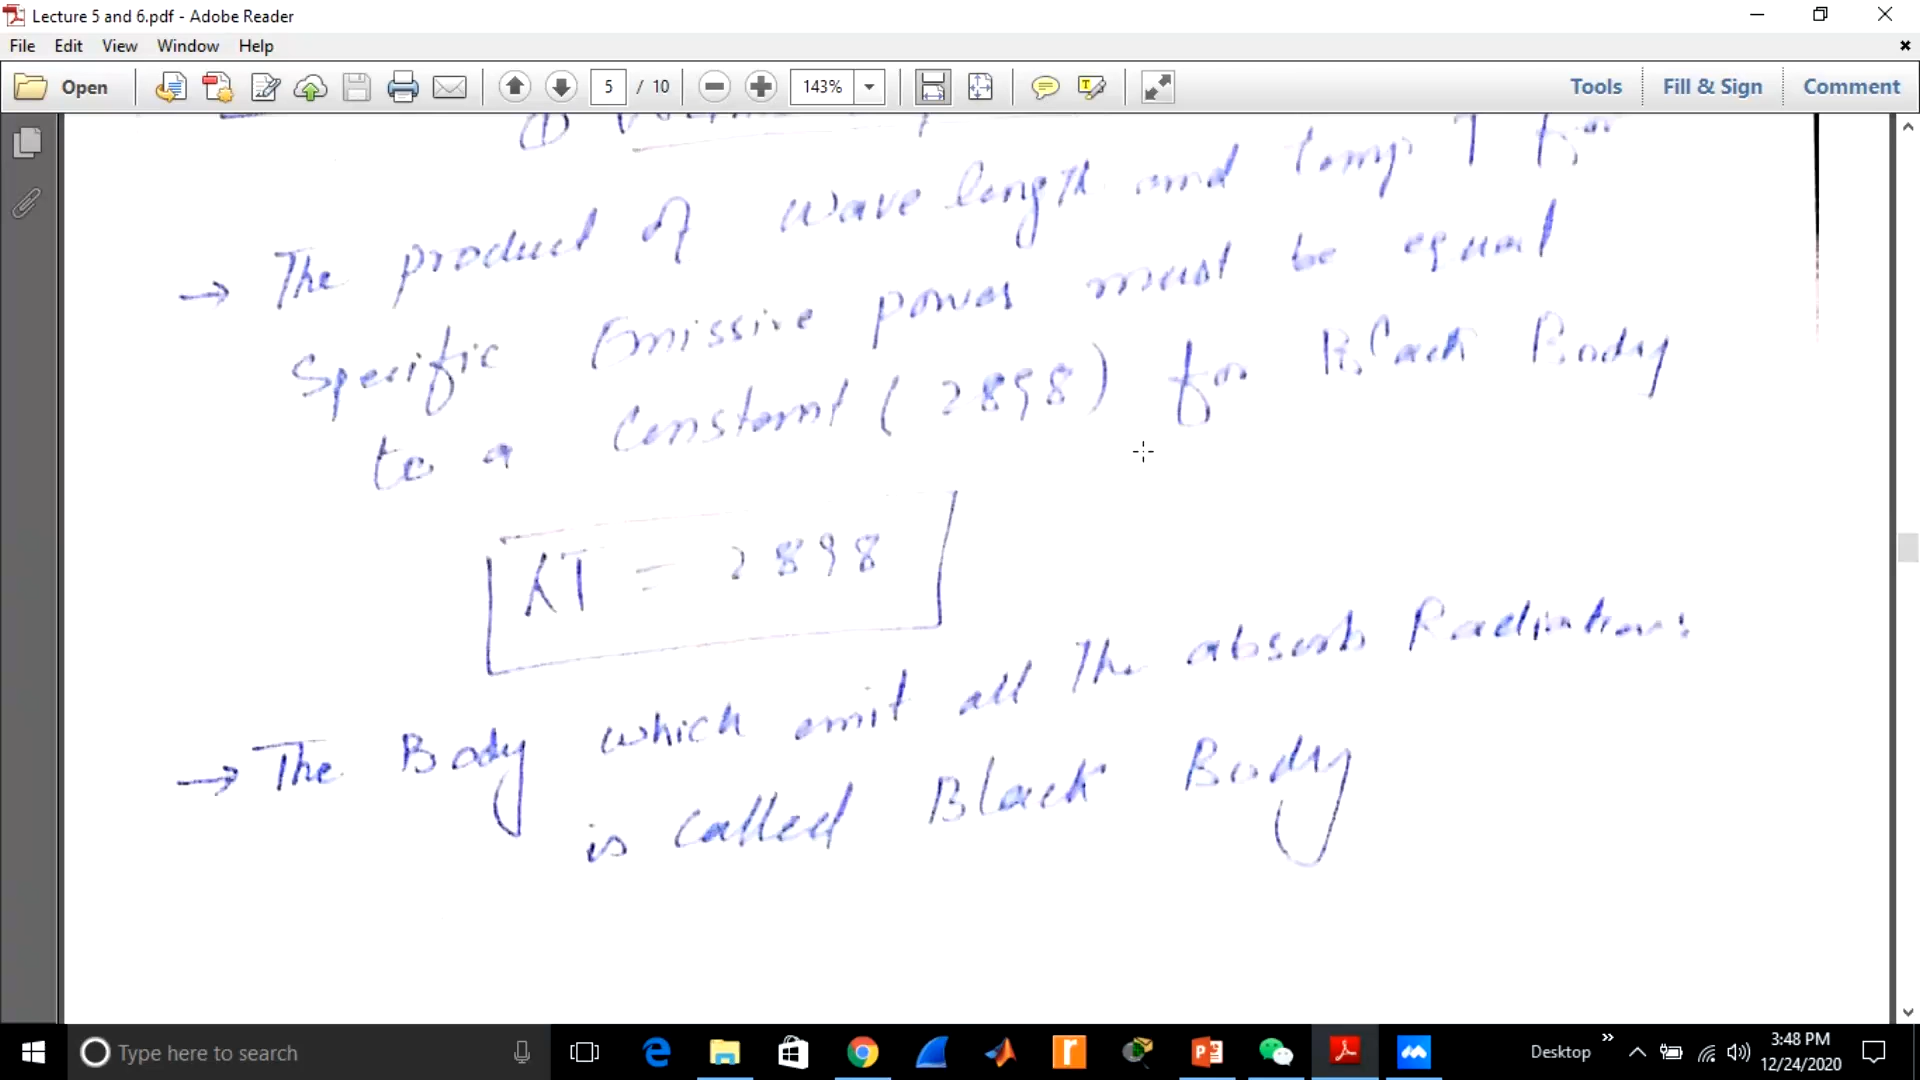 Lecture 5 and 6.pdf - Adobe Reader
File Edit View Window Help
Open 5 / 10 143% Tools Fill & Sign Comment
→ The product of wave length and temp T for
specific Emissive power must be equal
to a constant (2898) for Black Body
λT = 2898
→ The Body which emit all the absorb Radiations
is called Black Body
Type here to search
Desktop
3:48 PM
12/24/2020